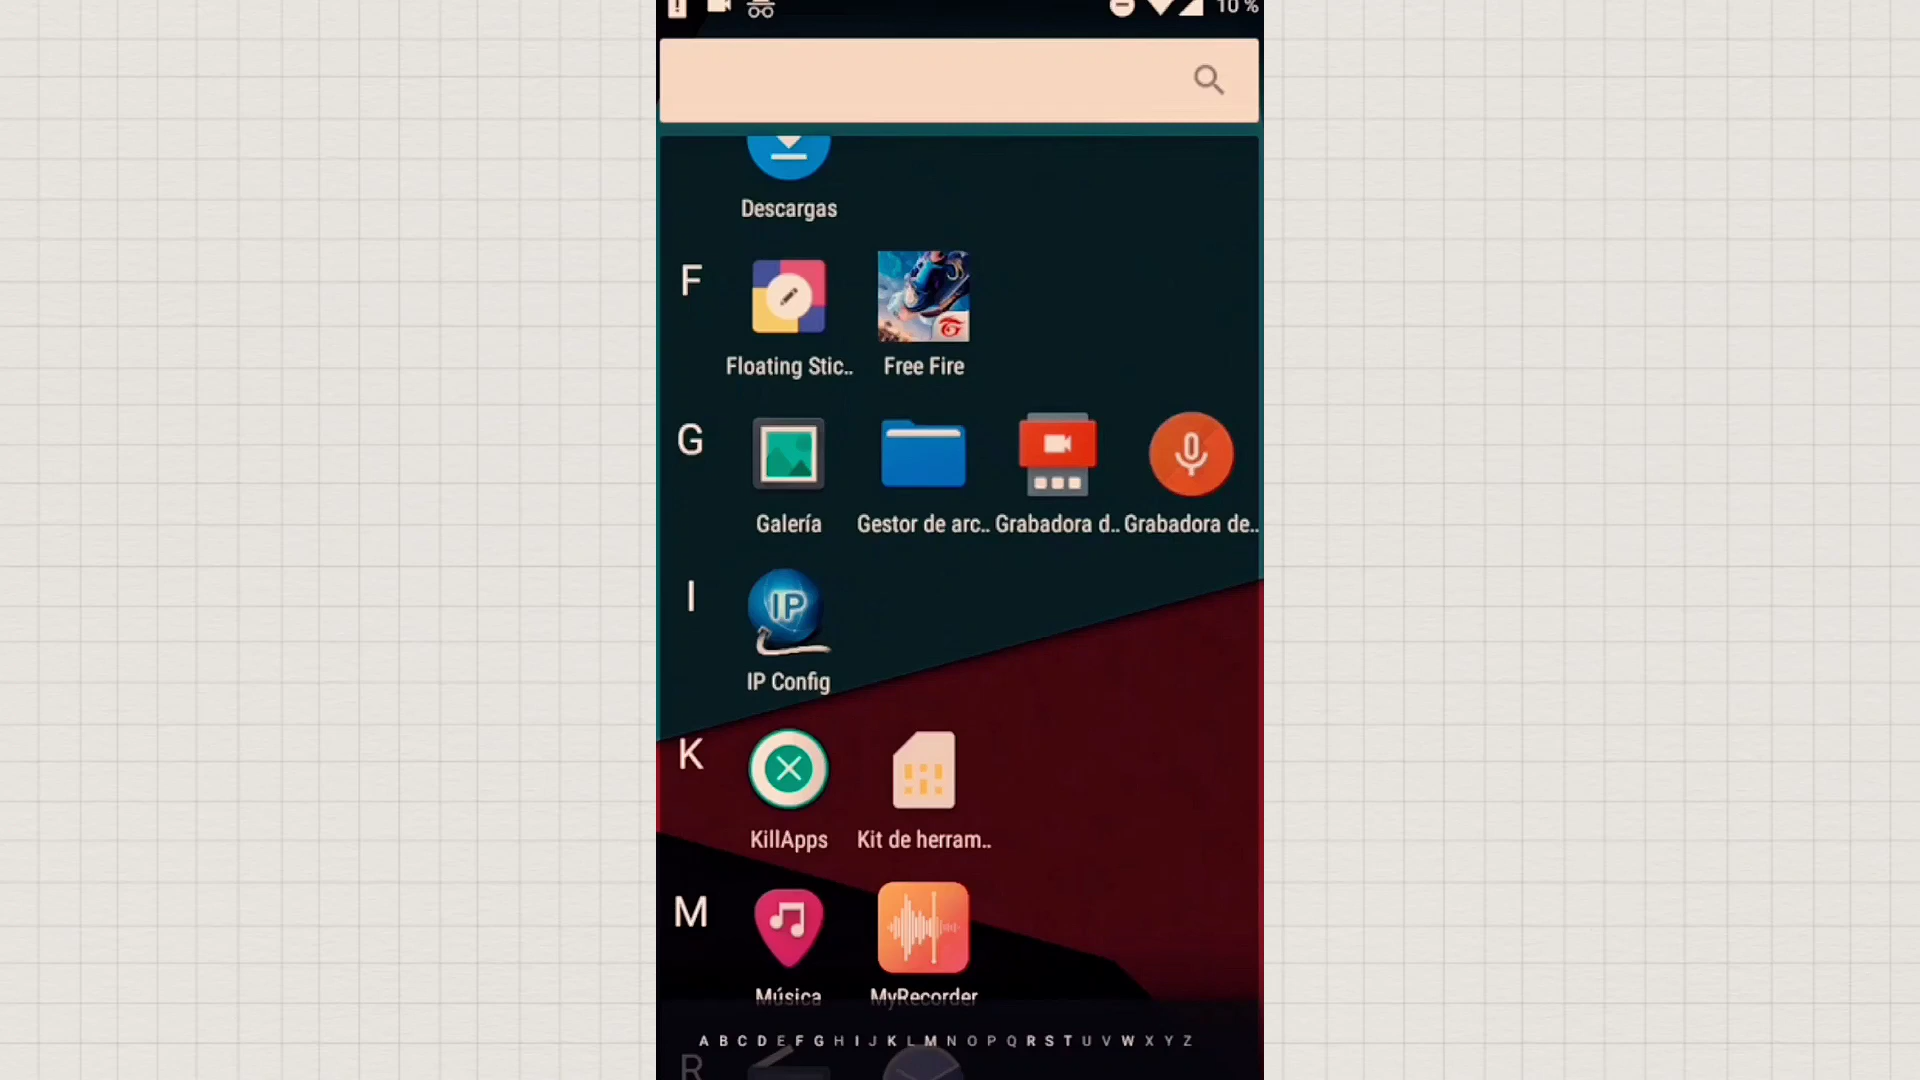 10 %
Descargas
F
Floating Stic.. Free Fire
G
Galería Gestor de arc.. Grabadora d.. Grabadora de..
I
IP
IP Config
K
KillApps Kit de herram..
M
Música MyRecorder
A B C D E F G H I J K L M N O P Q R S T U V W X Y Z
R